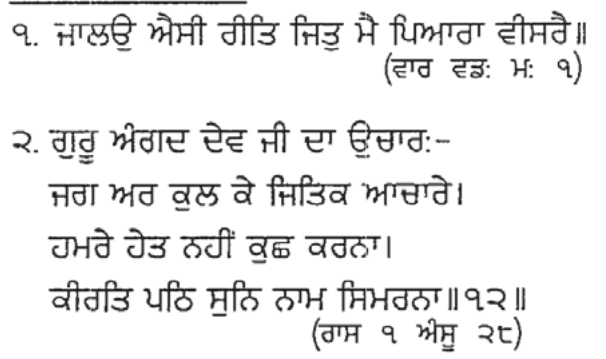 ੧. ਜਾਲਉ ਐਸੀ ਰੀਤਿ ਜਿਤੁ ਮੈ ਪਿਆਰਾ ਵੀਸਰੈ॥
(ਵਾਰ ਵਡ: ਮ: ੧)
੨. ਗੁਰੂ ਅੰਗਦ ਦੇਵ ਜੀ ਦਾ ਉਚਾਰ:-
ਜਗ ਅਰ ਕੁਲ ਕੇ ਜਿਤਿਕ ਆਚਾਰੇ।
ਹਮਰੇ ਹੇਤ ਨਹੀਂ ਕੁਛ ਕਰਨਾ।
ਕੀਰਤਿ ਪਠਿ ਸੁਨਿ ਨਾਮ ਸਿਮਰਨਾ॥੧੨॥
(ਰਾਸ ੧ ਅੰਸੂ ੨੮)